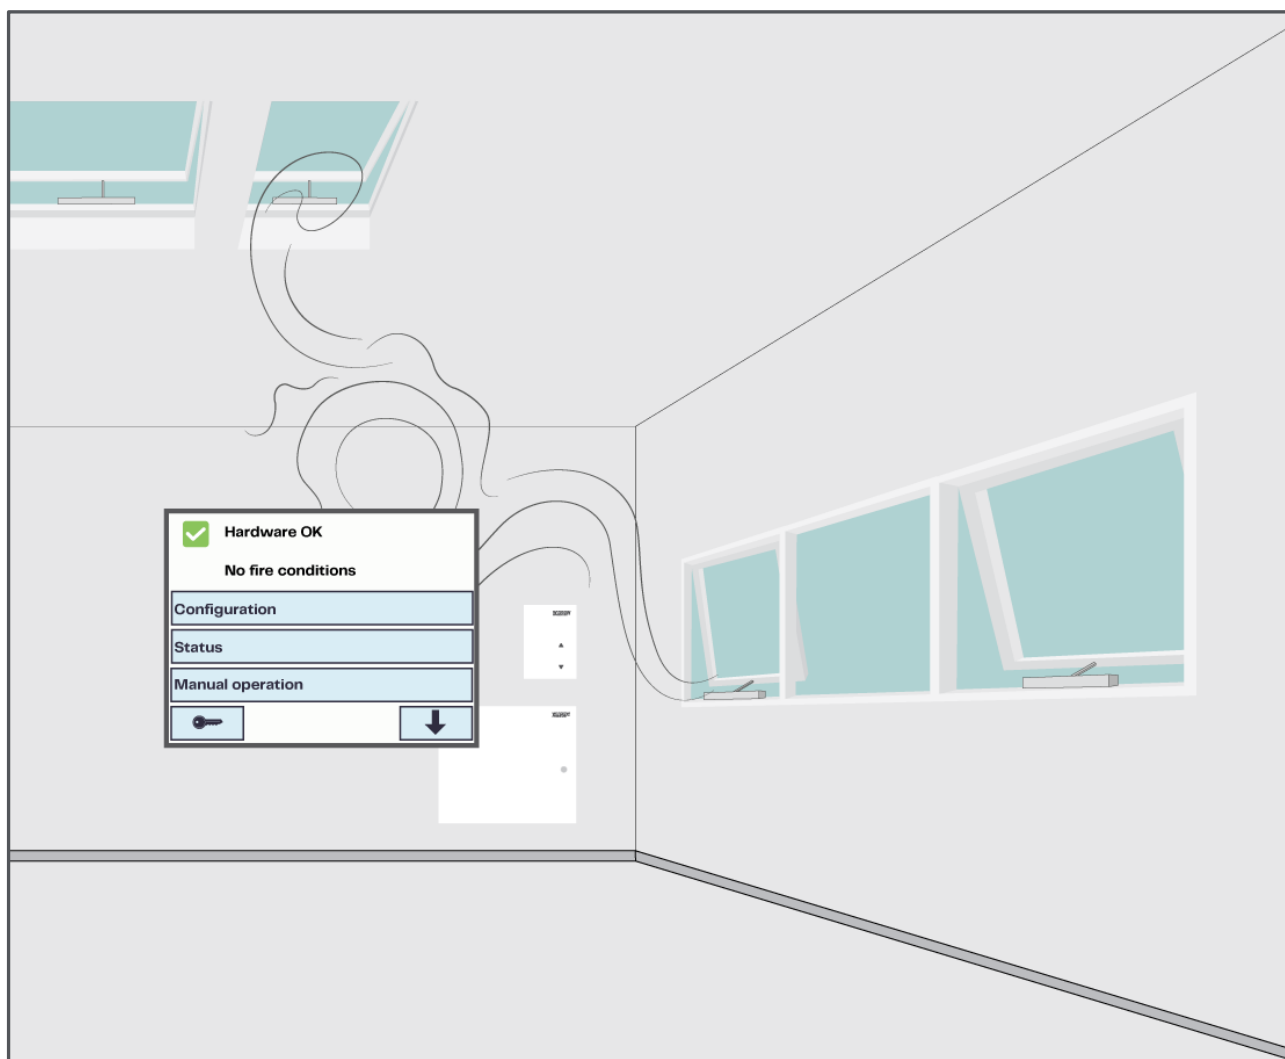 Hardware OK
No fire conditions
Configuration
Status
Manual operation